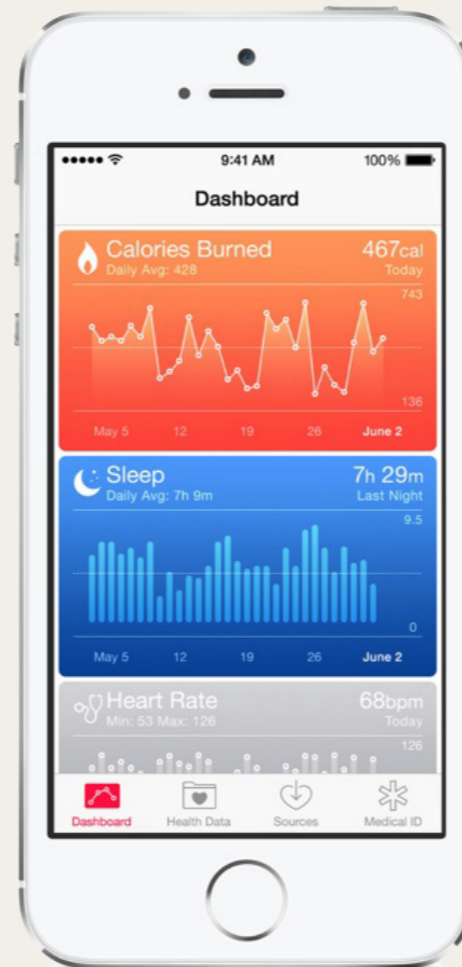 9:41 AM
100%
Dashboard
Calories Burned
467cal
Daily Avg: 428
Today
743
136
May 5
12
19
26
June 2
Sleep
7h 29m
Daily Avg: 7h 9m
Last Night
9.5
0
May 5
12
19
26
June 2
Heart Rate
68bpm
Min: 53 Max: 126
Today
126
Dashboard
Health Data
Sources
Medical ID